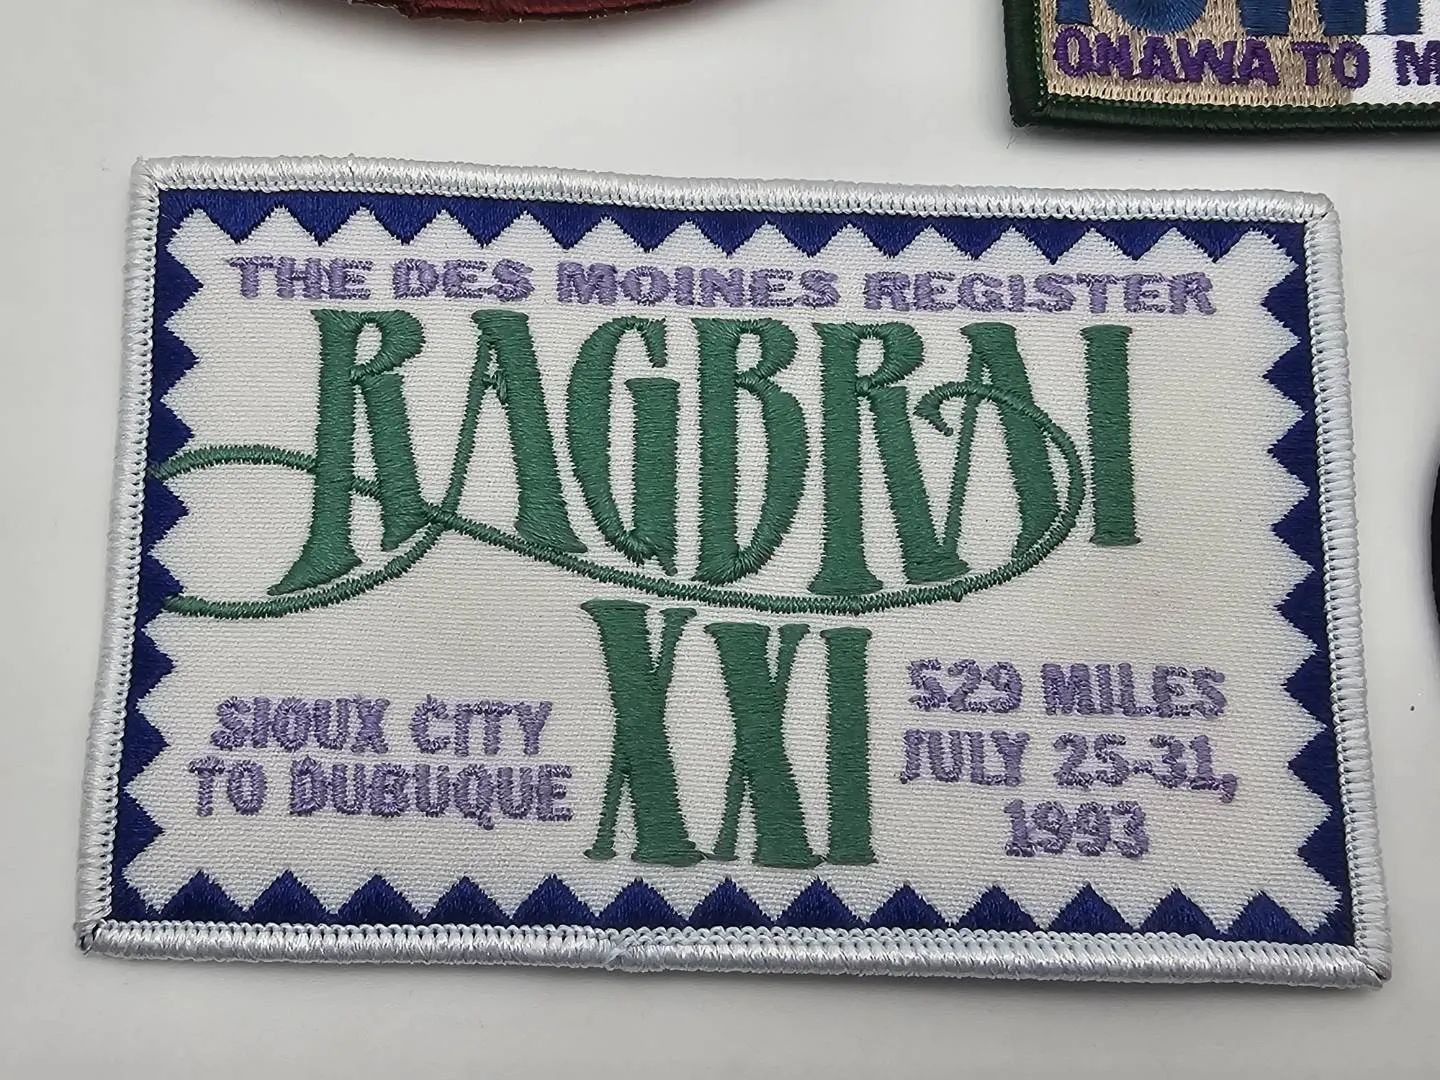 ONAWA TO M
THE DES MOINES REGISTER
RAGBRAI
XXI
SIOUX CITY
TO DUBUQUE
529 MILES
JULY 25-31,
1993